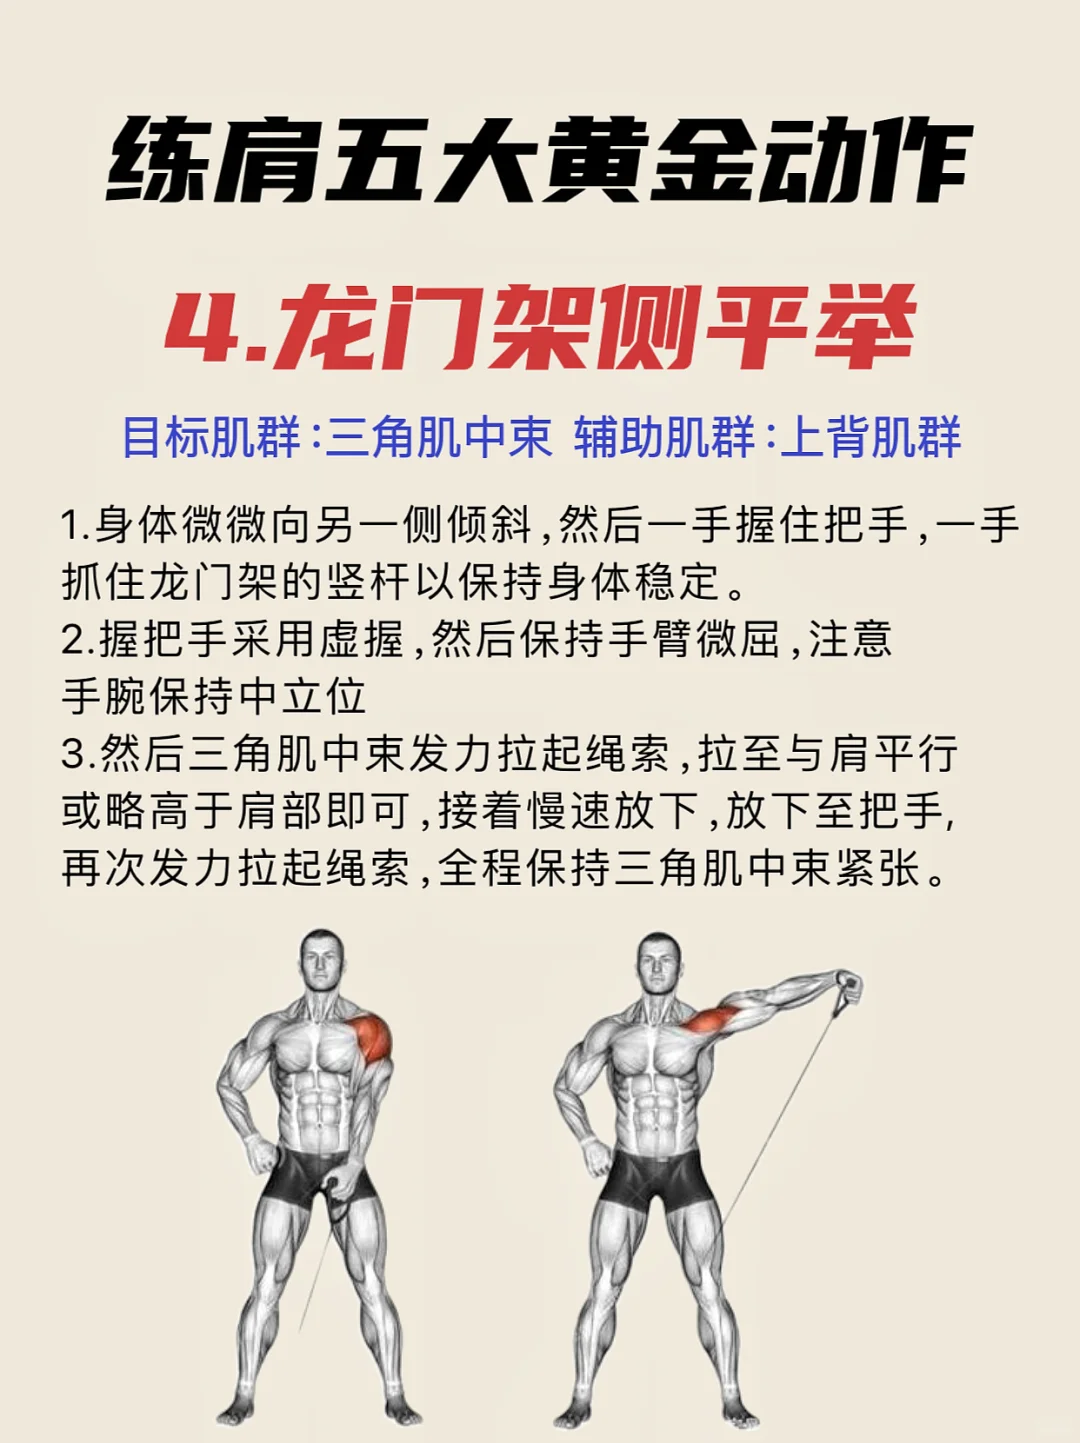 练肩五大黄金动作
4.龙门架侧平举
目标肌群:三角肌中束 辅助肌群:上背肌群
1.身体微微向另一侧倾斜,然后一手握住把手,一手
抓住龙门架的竖杆以保持身体稳定。
2.握把手采用虚握,然后保持手臂微屈,注意
手腕保持中立位
3.然后三角肌中束发力拉起绳索,拉至与肩平行
或略高于肩部即可,接着慢速放下,放下至把手,
再次发力拉起绳索,全程保持三角肌中束紧张。